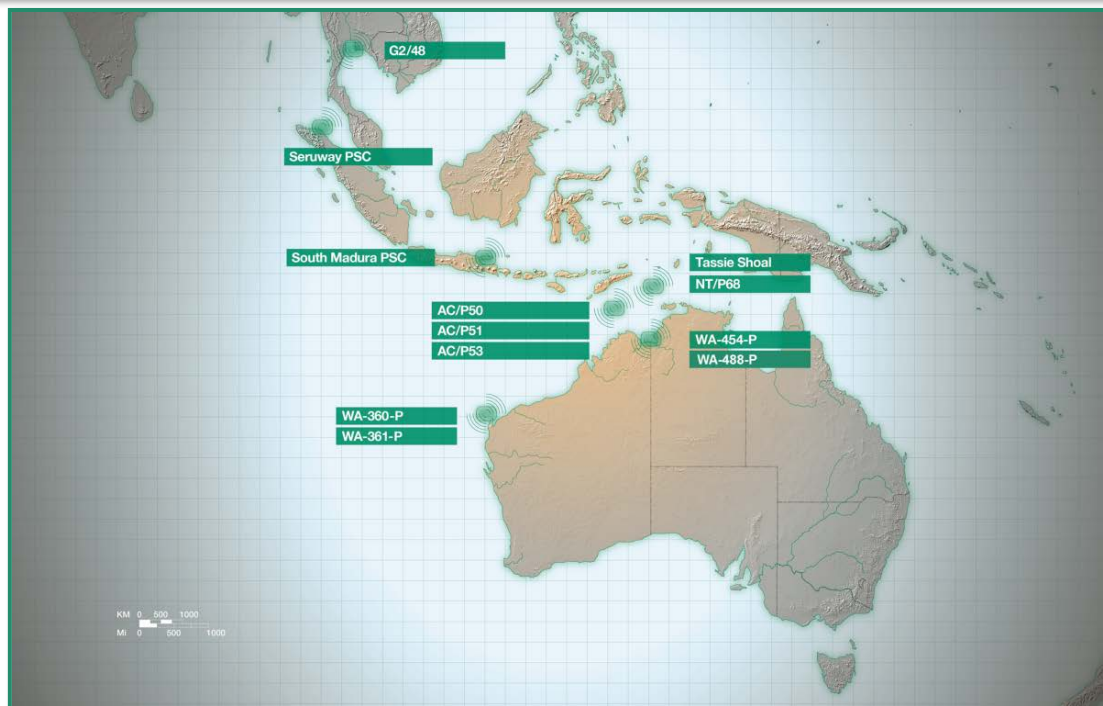 G2/48
Seruway PSC
South Madura PSC
Tassie Shoal
NT/P68
AC/P50
AC/P51
AC/P53
WA-454-P
WA-488-P
WA-360-P
WA-361-P
KM 0 500 1000
Mi 0 500 1000